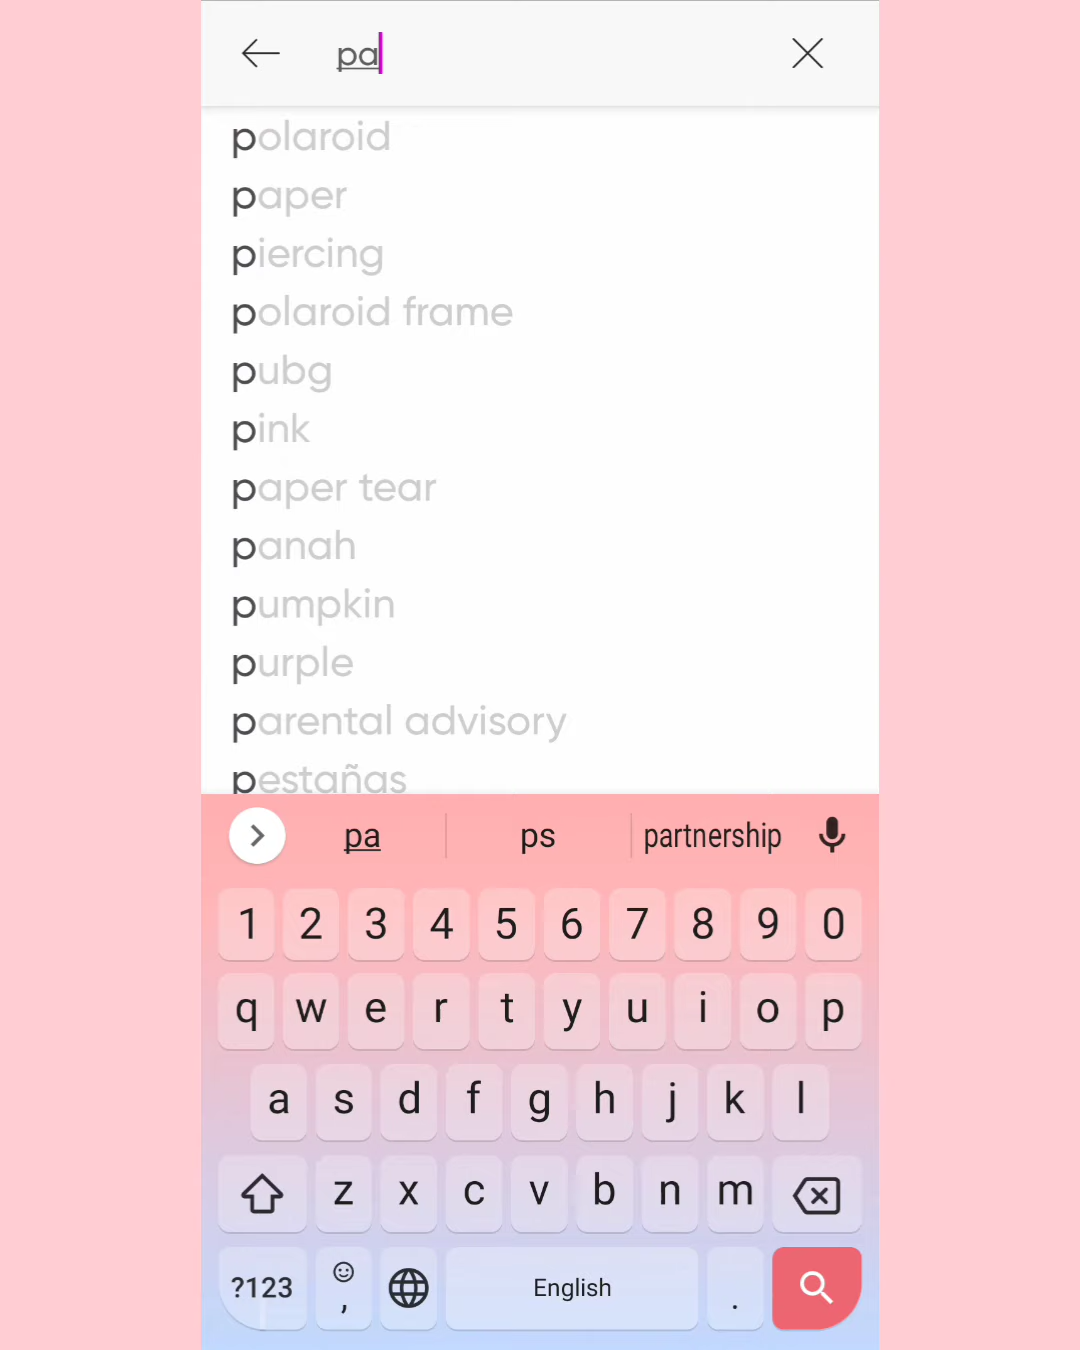 pa
polaroid
paper
piercing
polaroid frame
pubg
pink
paper tear
panah
pumpkin
purple
parental advisory
pestañas
pa ps partnership
1 2 3 4 5 6 7 8 9 0
q w e r t y u i o p
a s d f g h j k l
z x c v b n m
?123 , English .